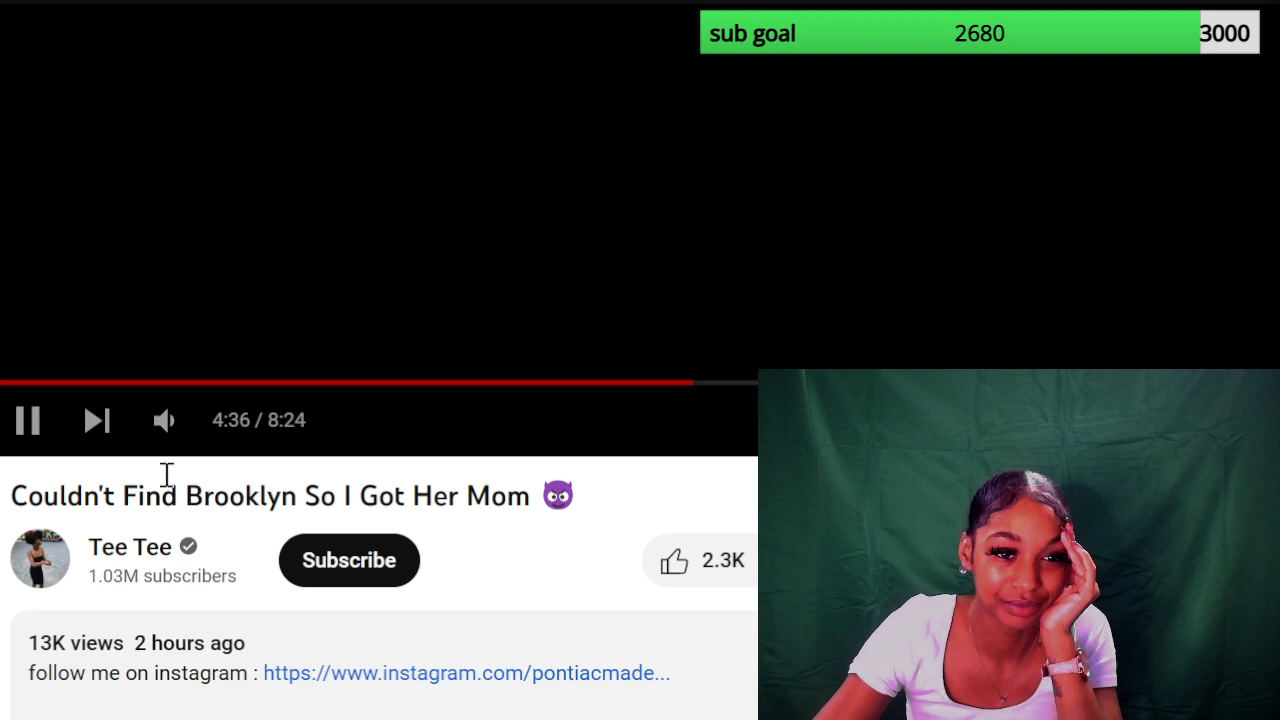 sub goal 2680 3000
4:36 / 8:24
Couldn't Find Brooklyn So I Got Her Mom 😈
Tee Tee
1.03M subscribers
Subscribe
2.3K
13K views 2 hours ago
follow me on instagram : https://www.instagram.com/pontiacmade...